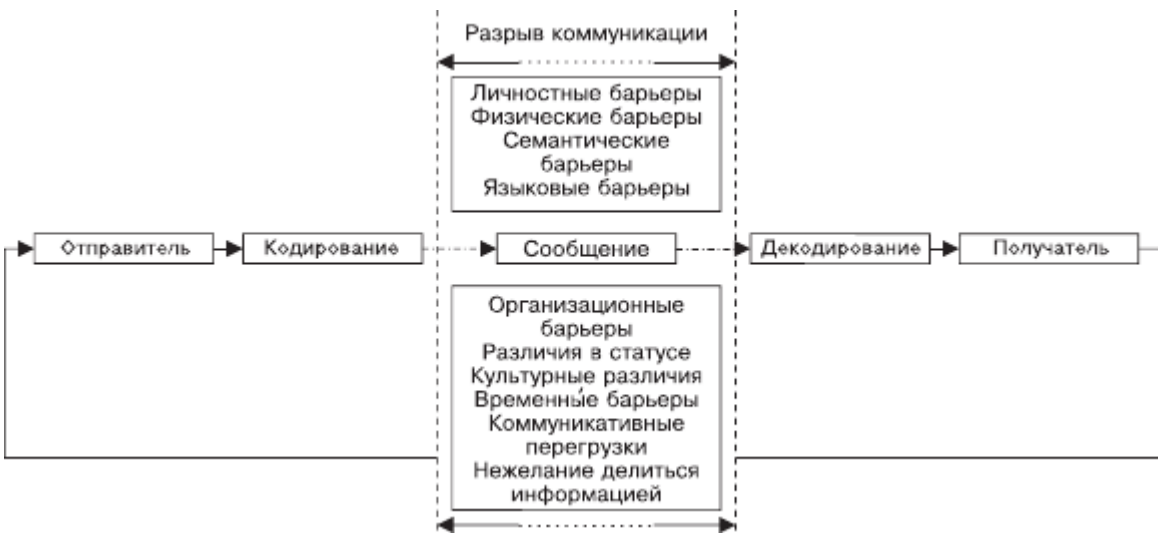 Разрыв коммуникации
Личностные барьеры
Физические барьеры
Семантические
барьеры
Языковые барьеры
Отправитель
Кодирование
Сообщение
Декодирование
Получатель
Организационные
барьеры
Различия в статусе
Культурные различия
Временны́е барьеры
Коммуникативные
перегрузки
Нежелание делиться
информацией